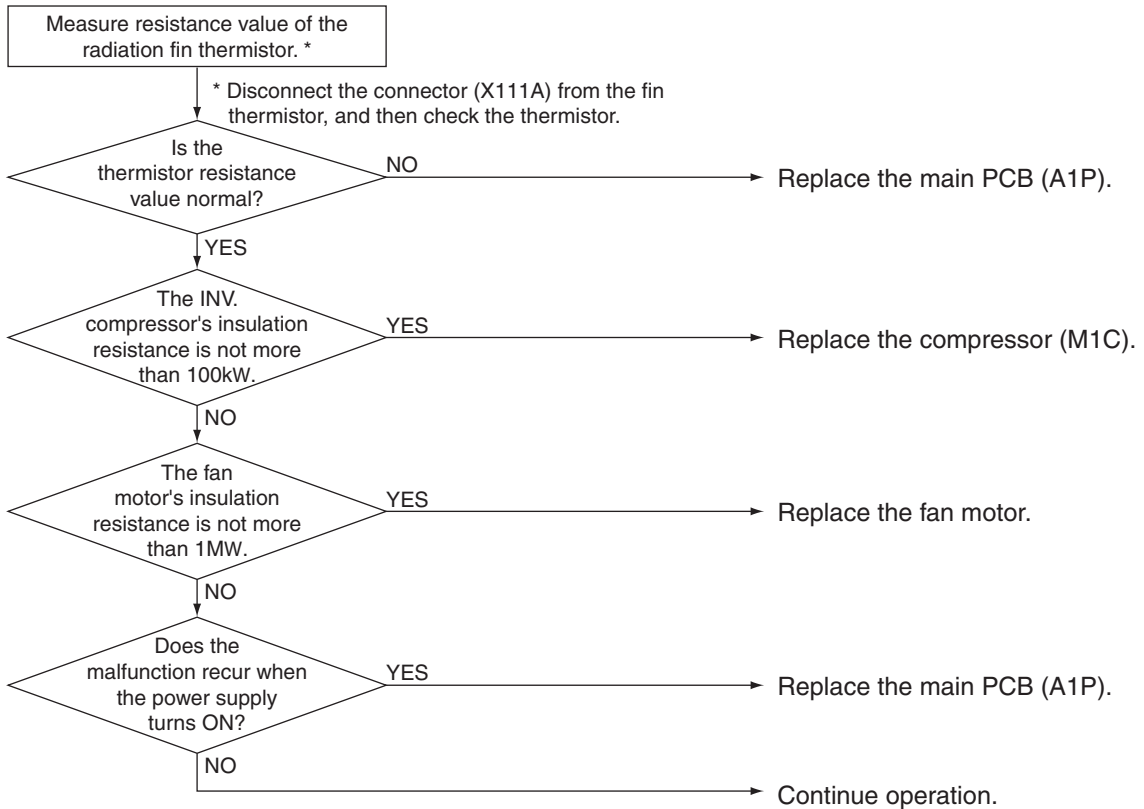 Measure resistance value of the
radiation fin thermistor. *
* Disconnect the connector (X111A) from the fin
thermistor, and then check the thermistor.
Is the
thermistor resistance
value normal?
NO
Replace the main PCB (A1P).
YES
The INV.
compressor's insulation
resistance is not more
than 100kW.
YES
Replace the compressor (M1C).
NO
The fan
motor's insulation
resistance is not more
than 1MW.
YES
Replace the fan motor.
NO
Does the
malfunction recur when
the power supply
turns ON?
YES
Replace the main PCB (A1P).
NO
Continue operation.